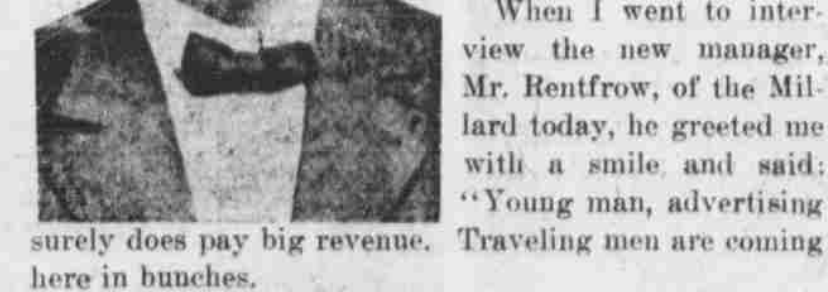 When I went to inter-
view the new manager,
Mr. Rentfrow, of the Mil-
lard today, he greeted me
with a smile and said:
“Young man, advertising
surely does pay big revenue. Traveling men are coming
here in bunches.